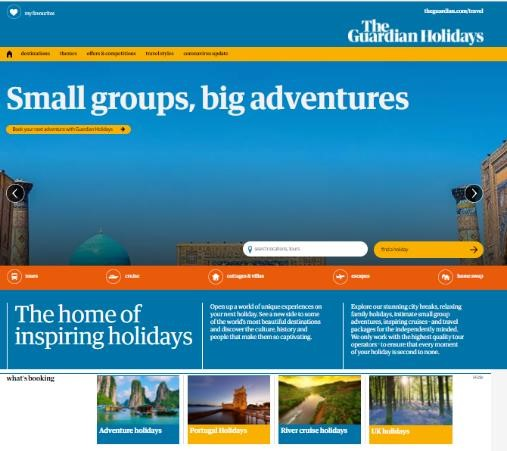 my favourites
theguardian.com/travel
The
Guardian Holidays
destinations themes offers & competitions travel styles coronavirus update
Small groups, big adventures
Book your next adventure with Guardian Holidays
search locations, tours
find a holiday
tours cruise cottages & villas escapes home swap
The home of
inspiring holidays
Open up a world of unique experiences on
your next holiday. See a new side to some
of the world's most beautiful destinations
and discover the culture, history and
people that make them so captivating.
Explore our stunning city breaks, relaxing
family holidays, intimate small group
adventures, inspiring cruises - and travel
packages for the independently minded.
We only work with the highest quality tour
operators - to ensure that every moment
of your holiday is second to none.
what's booking
Hide
Adventure holidays
Portugal Holidays
River cruise holidays
UK holidays